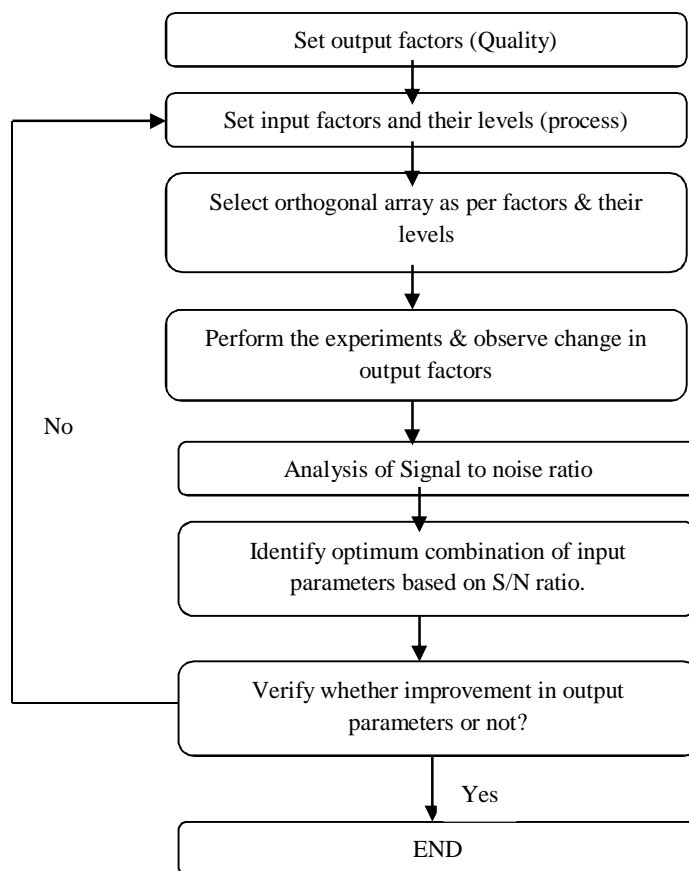 Set output factors (Quality)
Set input factors and their levels (process)
Select orthogonal array as per factors & their
levels
Perform the experiments & observe change in
output factors
No
Analysis of Signal to noise ratio
Identify optimum combination of input
parameters based on S/N ratio.
Verify whether improvement in output
parameters or not?
Yes
END